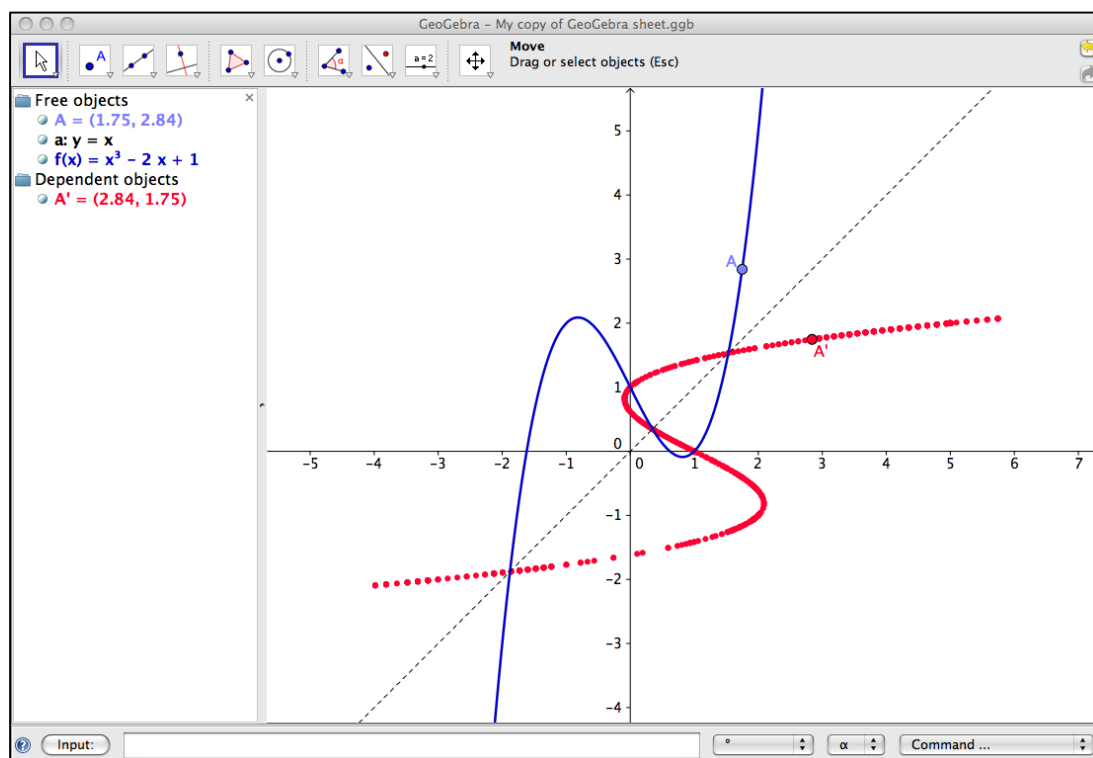 GeoGebra – My copy of GeoGebra sheet.ggb
A
α
a=2
Move
Drag or select objects (Esc)
Free objects
A = (1.75, 2.84)
a: y = x
f(x) = x³ – 2 x + 1
Dependent objects
A' = (2.84, 1.75)
5
4
3
2
1
0
-5 -4 -3 -2 -1 0 1 2 3 4 5 6 7
-1
-2
-3
-4
A
A'
Input:
°
α
Command ...